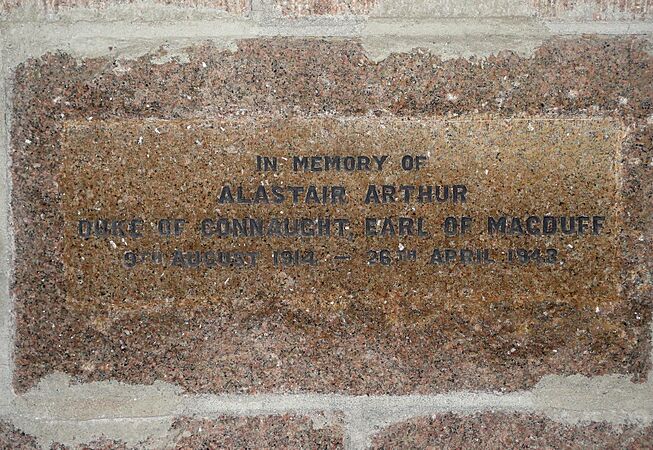 IN MEMORY OF
ALASTAIR ARTHUR
DUKE OF CONNAUGHT EARL OF MACDUFF
9TH AUGUST 1914 – 26TH APRIL 1943